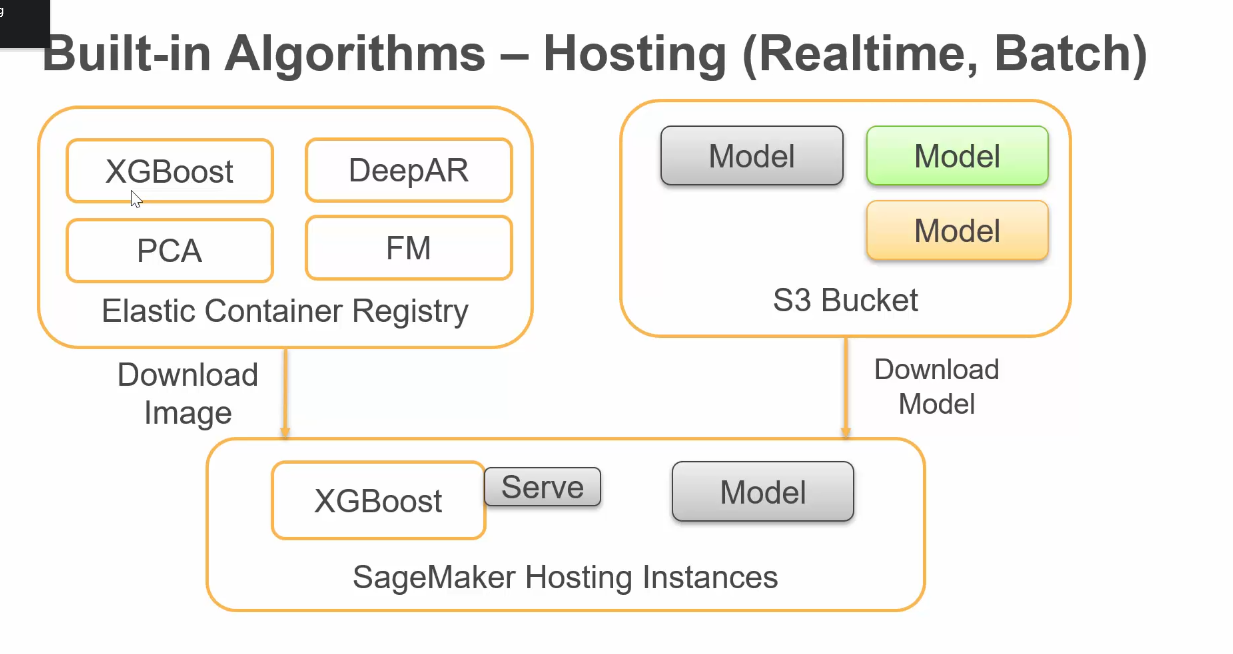 g
Built-in Algorithms – Hosting (Realtime, Batch)
XGBoost
DeepAR
PCA
FM
Elastic Container Registry
Model
Model
Model
S3 Bucket
Download
Image
Download
Model
XGBoost
Serve
Model
SageMaker Hosting Instances